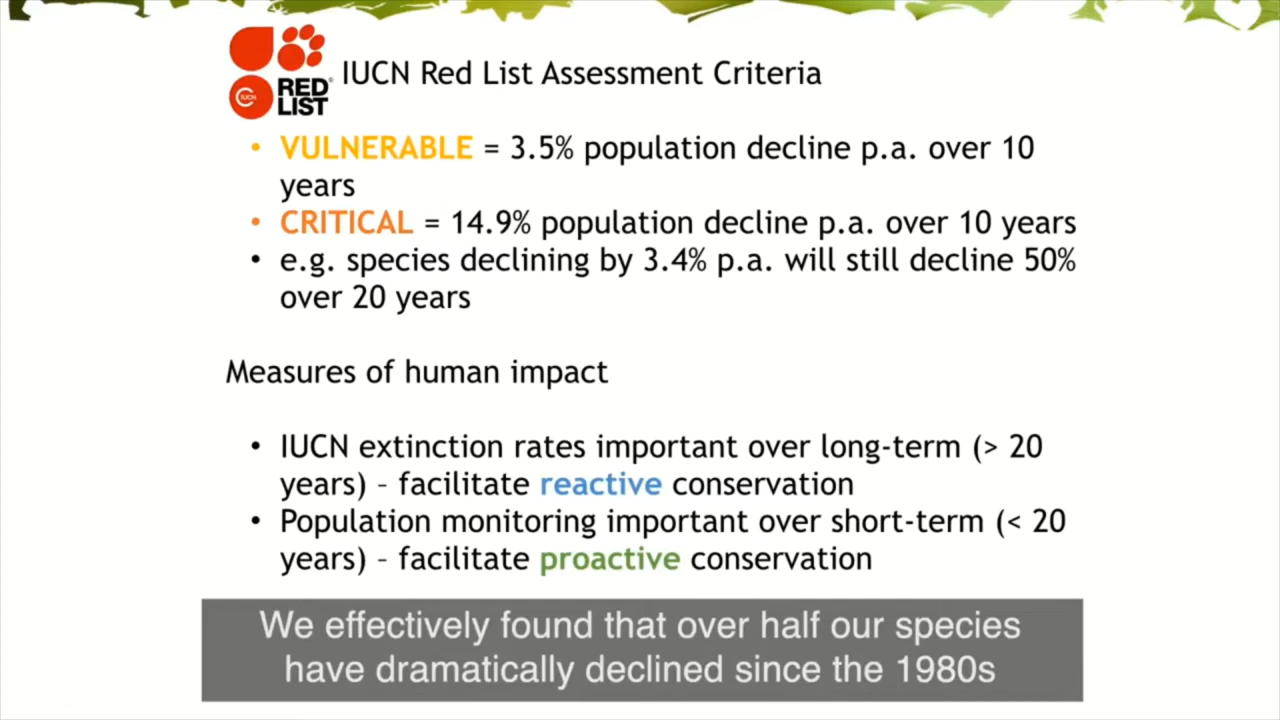 IUCN
RED
LIST
IUCN Red List Assessment Criteria
• VULNERABLE = 3.5% population decline p.a. over 10
years
• CRITICAL = 14.9% population decline p.a. over 10 years
• e.g. species declining by 3.4% p.a. will still decline 50%
over 20 years
Measures of human impact
• IUCN extinction rates important over long-term (> 20
years) – facilitate reactive conservation
• Population monitoring important over short-term (< 20
years) – facilitate proactive conservation
We effectively found that over half our species
have dramatically declined since the 1980s